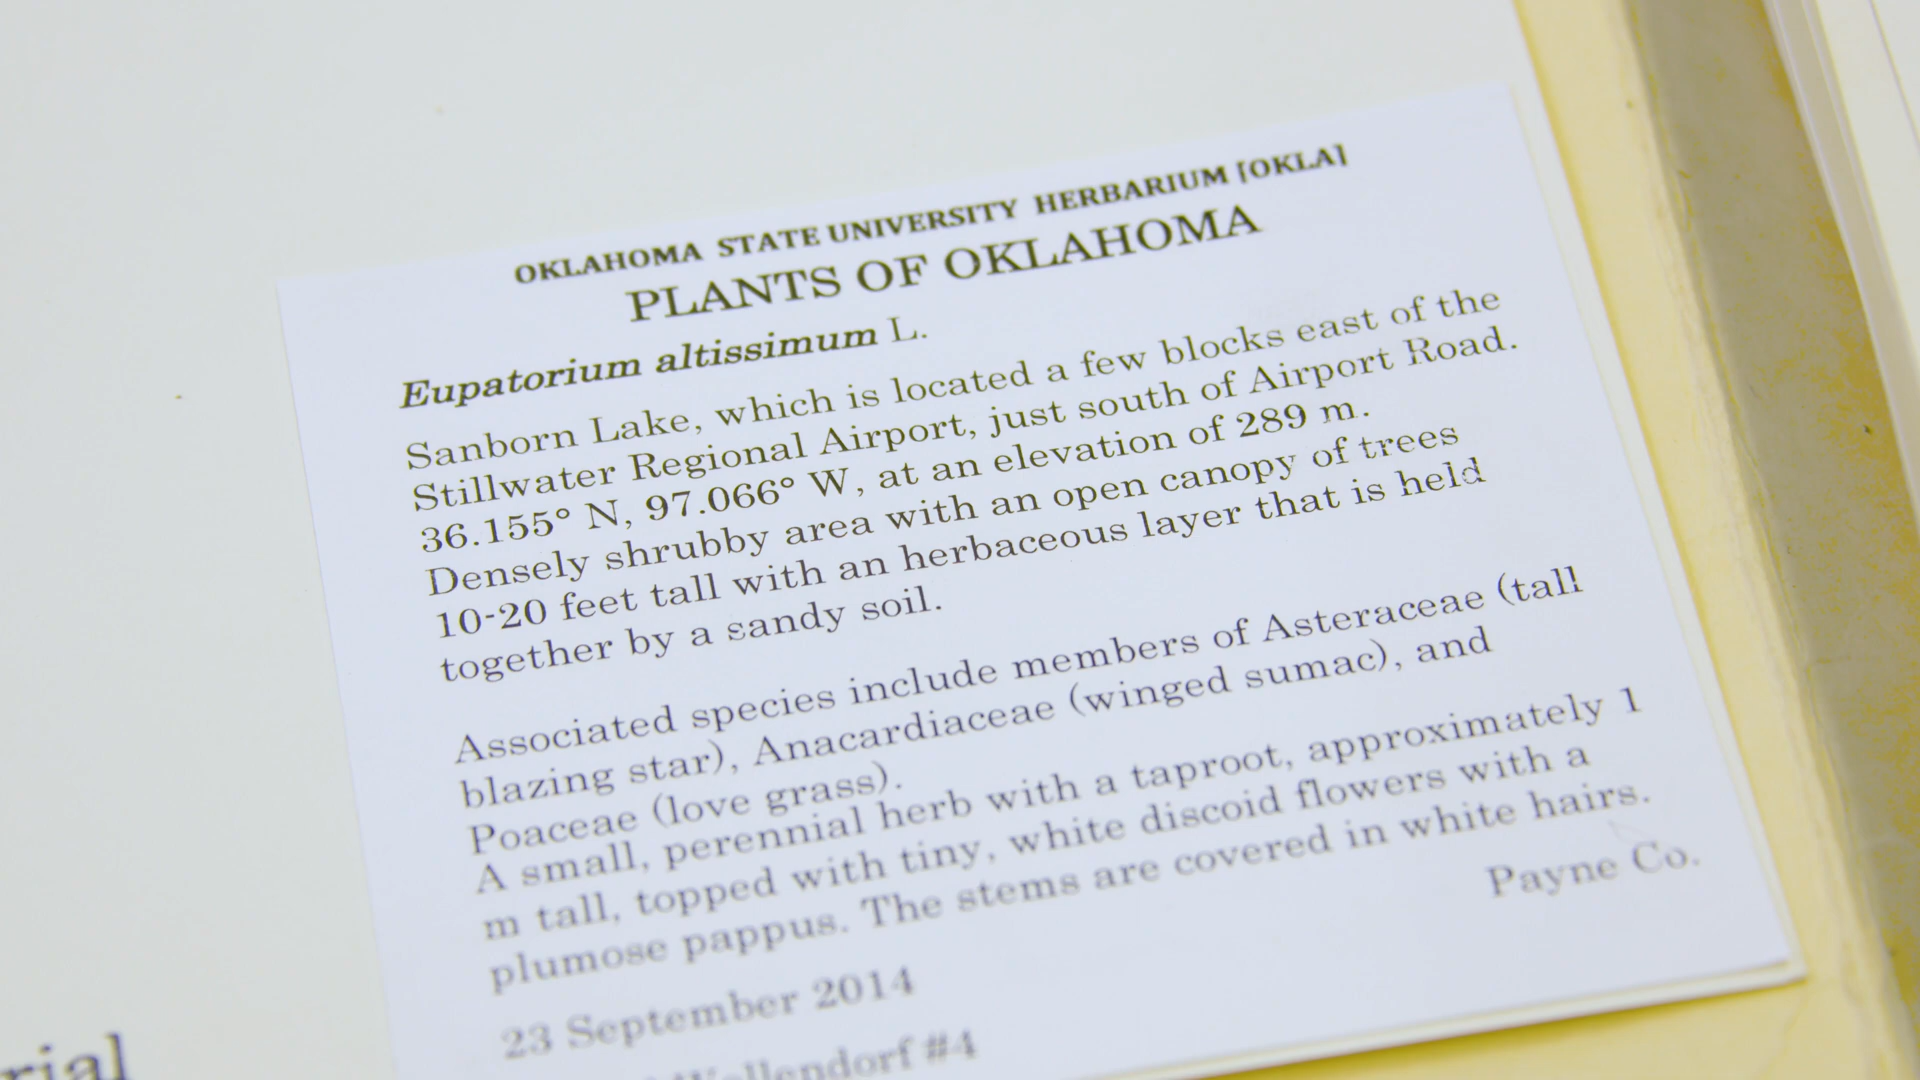 OKLAHOMA STATE UNIVERSITY HERBARIUM [OKLA]
PLANTS OF OKLAHOMA
Eupatorium altissimum L.
Sanborn Lake, which is located a few blocks east of the
Stillwater Regional Airport, just south of Airport Road.
36.155° N, 97.066° W, at an elevation of 289 m.
Densely shrubby area with an open canopy of trees
10-20 feet tall with an herbaceous layer that is held
together by a sandy soil.
Associated species include members of Asteraceae (tall
blazing star), Anacardiaceae (winged sumac), and
Poaceae (love grass).
A small, perennial herb with a taproot, approximately 1
m tall, topped with tiny, white discoid flowers with a
plumose pappus. The stems are covered in white hairs.
Payne Co.
23 September 2014
#4
rial